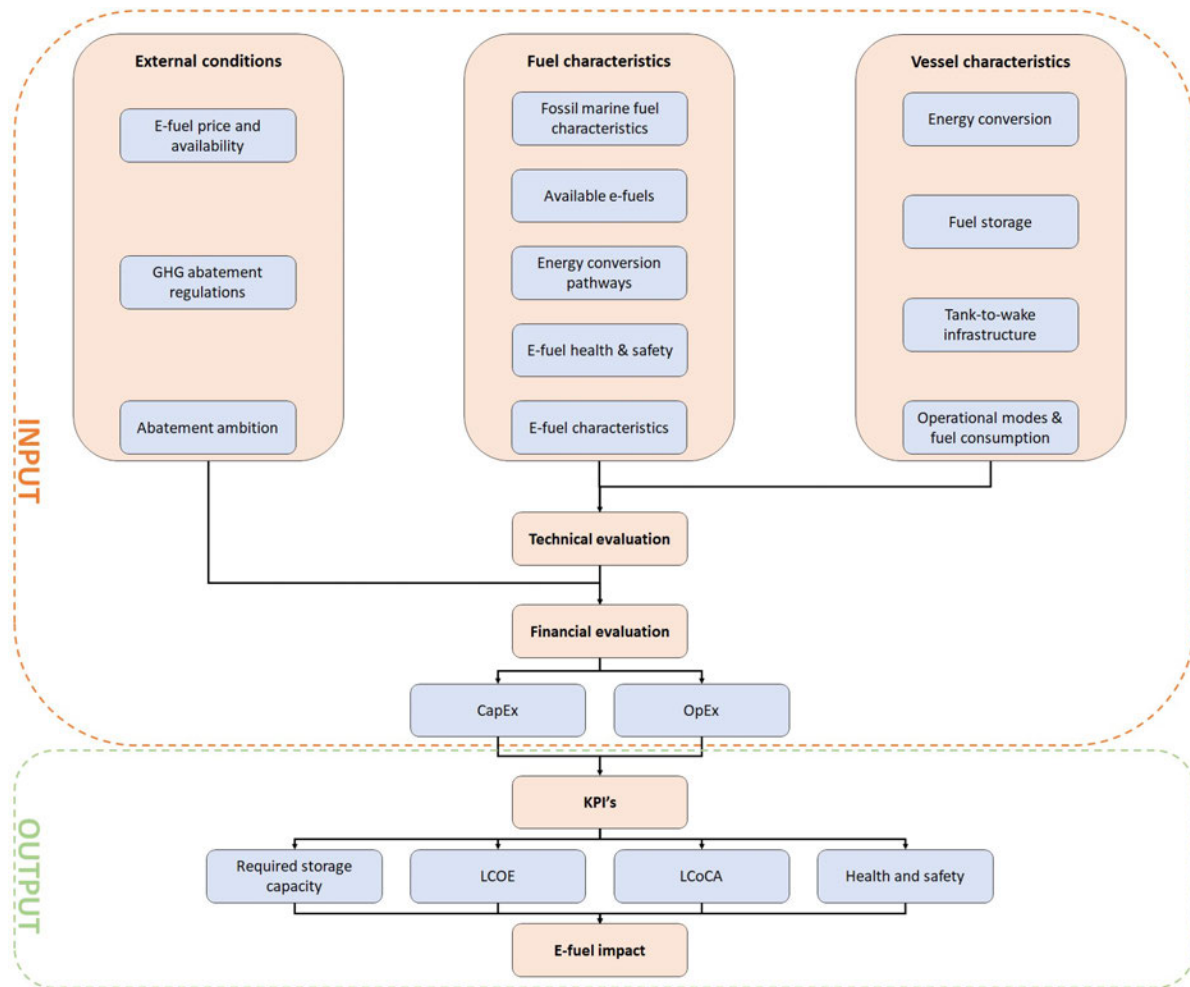 External conditions
E-fuel price and
availability
GHG abatement
regulations
Abatement ambition
Fuel characteristics
Fossil marine fuel
characteristics
Available e-fuels
Energy conversion
pathways
E-fuel health & safety
E-fuel characteristics
Vessel characteristics
Energy conversion
Fuel storage
Tank-to-wake
infrastructure
Operational modes &
fuel consumption
INPUT
Technical evaluation
Financial evaluation
CapEx
OpEx
OUTPUT
KPI's
Required storage
capacity
LCOE
LCoCA
Health and safety
E-fuel impact